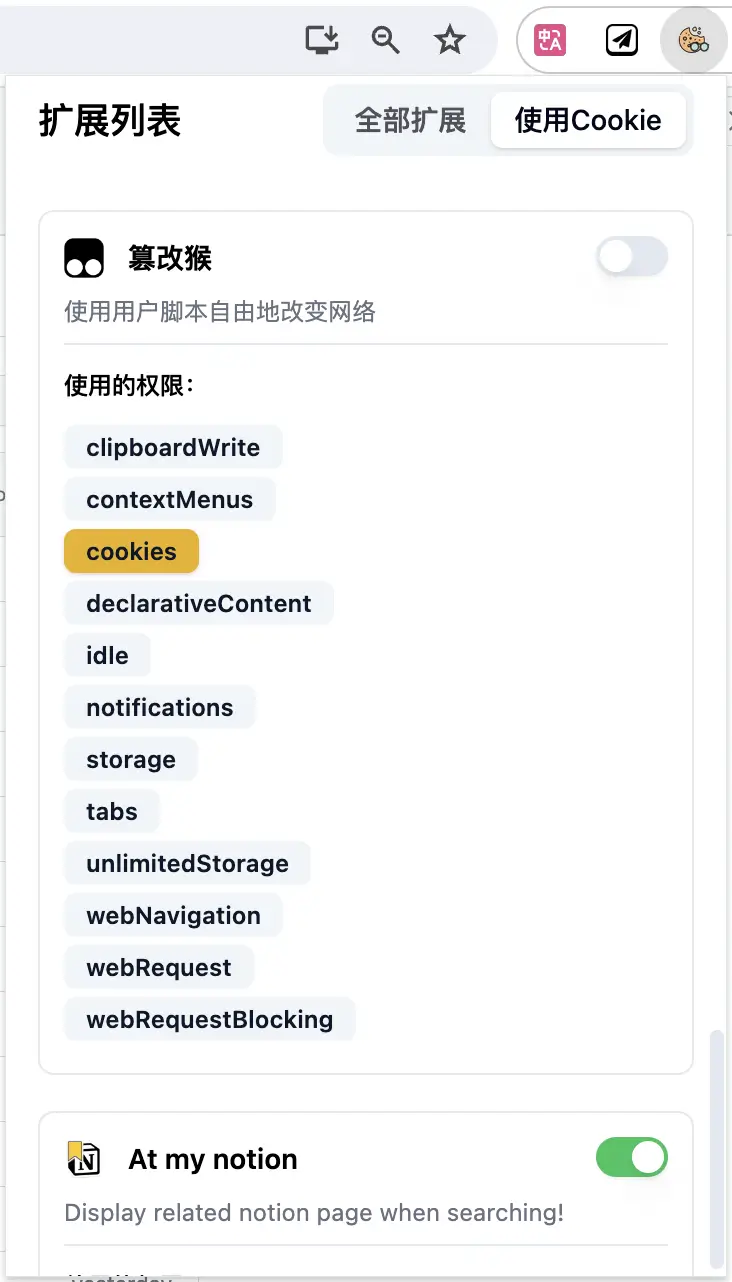 扩展列表
全部扩展
使用Cookie
篡改猴
使用用户脚本自由地改变网络
使用的权限：
clipboardWrite
contextMenus
cookies
declarativeContent
idle
notifications
storage
tabs
unlimitedStorage
webNavigation
webRequest
webRequestBlocking
At my notion
Display related notion page when searching!